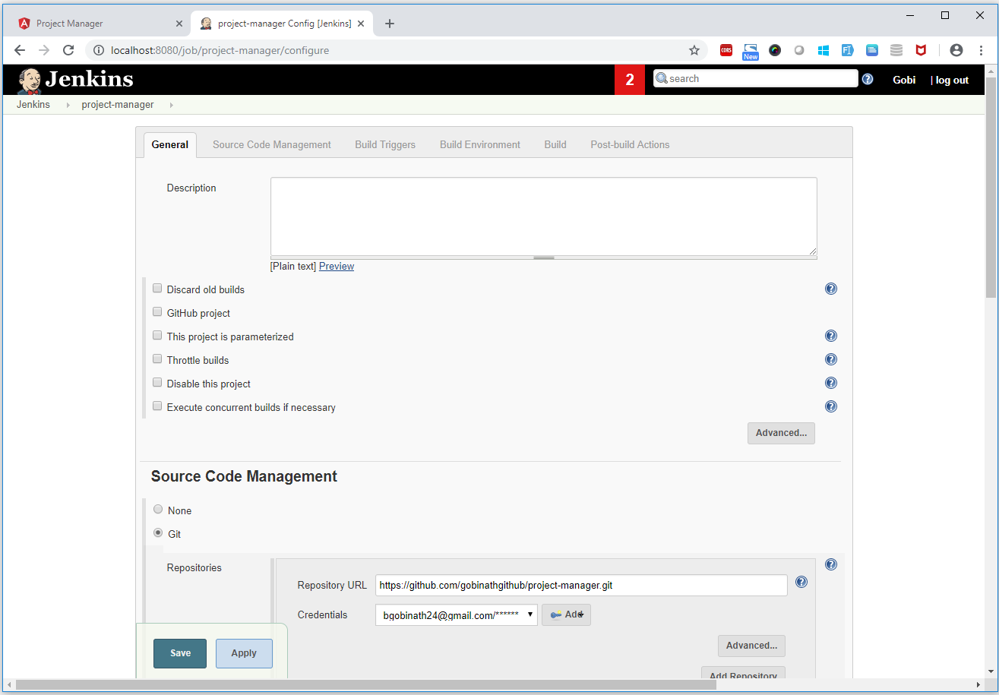 Project Manager
project-manager Config [Jenkins]
localhost:8080/job/project-manager/configure
CORS
New
Jenkins
2
search
Gobi
| log out
Jenkins
project-manager
General
Source Code Management
Build Triggers
Build Environment
Build
Post-build Actions
Description
[Plain text] Preview
Discard old builds
GitHub project
This project is parameterized
Throttle builds
Disable this project
Execute concurrent builds if necessary
Advanced...
Source Code Management
None
Git
Repositories
Repository URL
https://github.com/gobinathgithub/project-manager.git
Credentials
bgobinath24@gmail.com/******
Add
Advanced...
Add Repository
Save
Apply